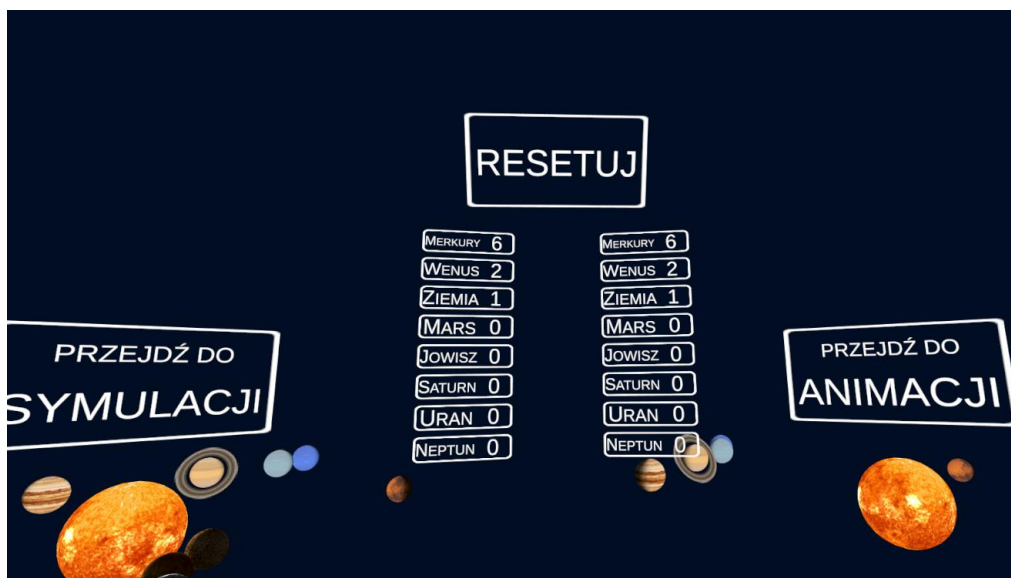 RESETUJ
MERKURY 6
WENUS 2
ZIEMIA 1
MARS 0
JOWISZ 0
SATURN 0
URAN 0
NEPTUN 0
MERKURY 6
WENUS 2
ZIEMIA 1
MARS 0
JOWISZ 0
SATURN 0
URAN 0
NEPTUN 0
PRZEJDŹ DO
SYMULACJI
PRZEJDŹ DO
ANIMACJI